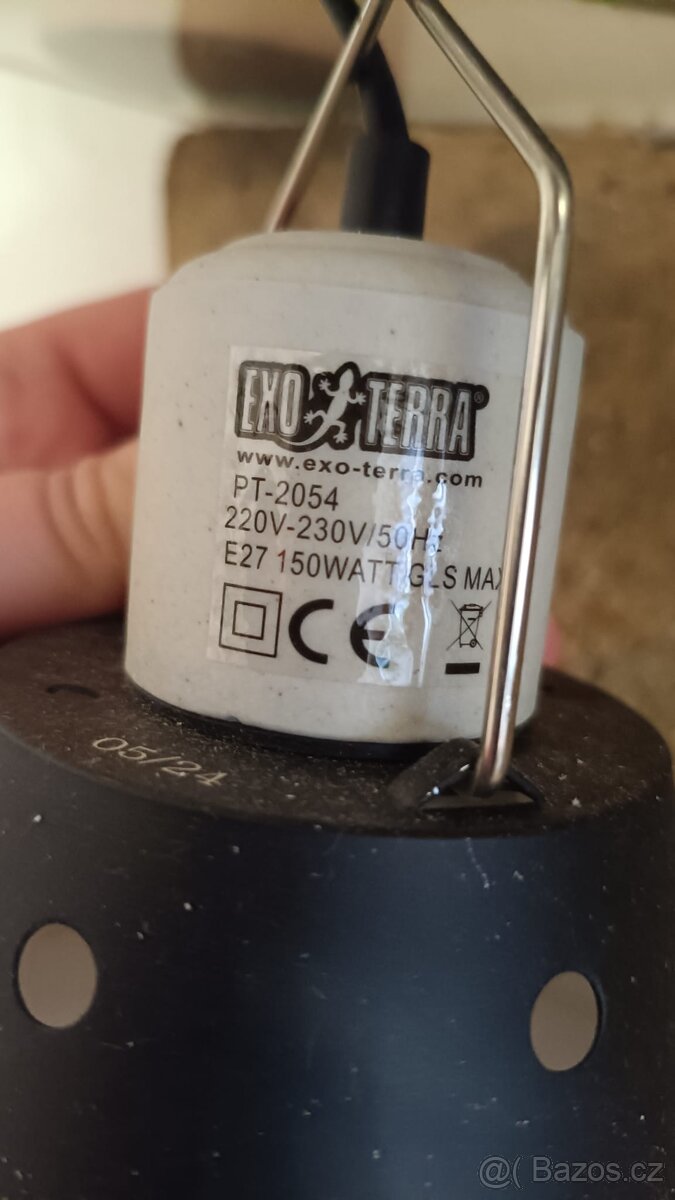 EXO TERRA®
www.exo-terra.com
PT-2054
220V-230V/50Hz
E27 150WATT GLS MAX
CE
05/24
@( Bazos.cz